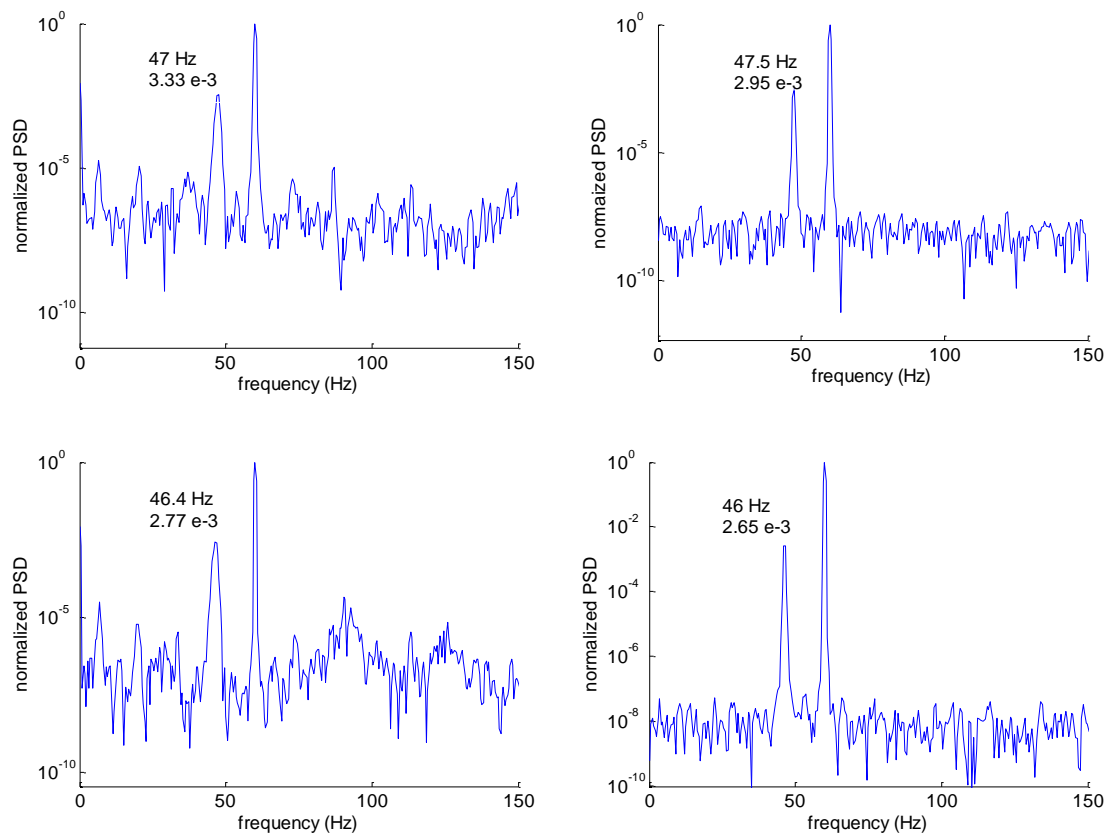 10^0
47 Hz
3.33 e-3
10^-5
10^-10
normalized PSD
0
50
100
150
frequency (Hz)
10^0
47.5 Hz
2.95 e-3
10^-5
10^-10
normaized PSD
0
50
100
150
frequency (Hz)
10^0
46.4 Hz
2.77 e-3
10^-5
10^-10
normalized PSD
0
50
100
150
frequency (Hz)
10^0
46 Hz
2.65 e-3
10^-2
10^-4
10^-6
10^-8
10^-10
normalized PSD
0
50
100
150
frequency (Hz)